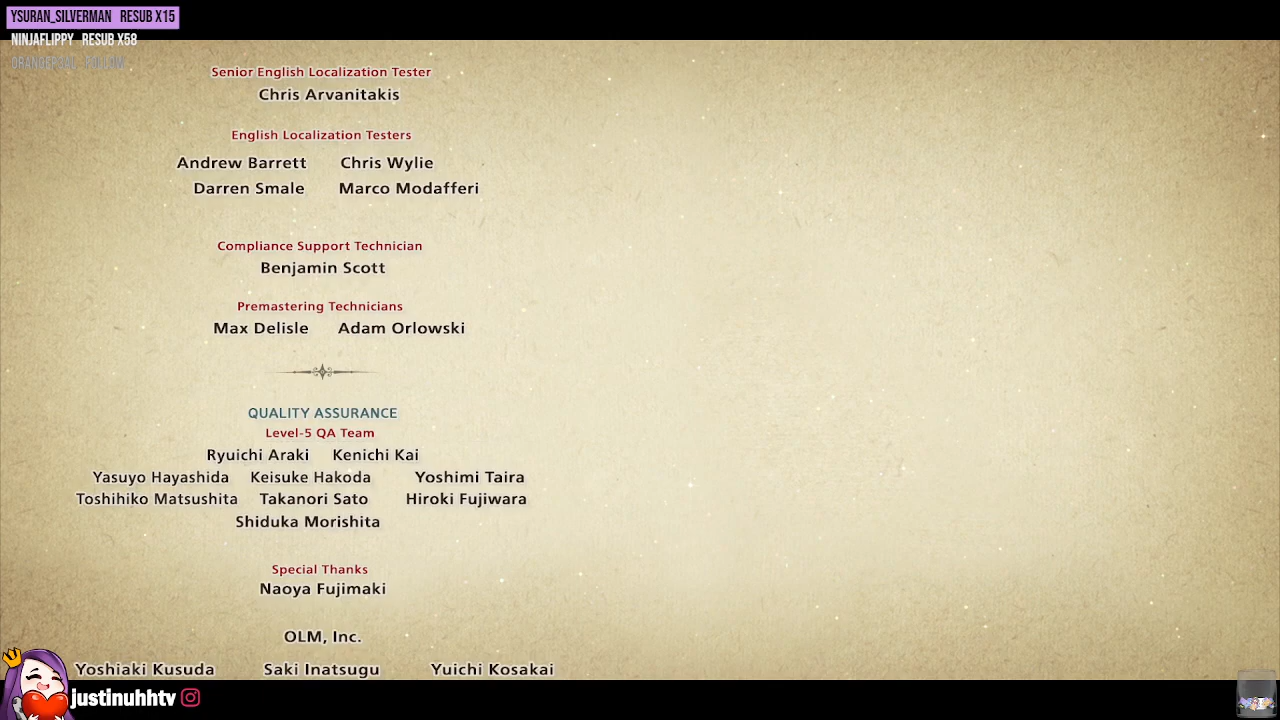 YSURAN_SILVERMAN RESUB X15
NINJAFLIPPY RESUB X58
Senior English Localization Tester
Chris Arvanitakis
English Localization Testers
Andrew Barrett Chris Wylie
Darren Smale Marco Modafferi
Compliance Support Technician
Benjamin Scott
Premastering Technicians
Max Delisle Adam Orlowski
QUALITY ASSURANCE
Level-5 QA Team
Ryuichi Araki Kenichi Kai
Yasuyo Hayashida Keisuke Hakoda Yoshimi Taira
Toshihiko Matsushita Takanori Sato Hiroki Fujiwara
Shiduka Morishita
Special Thanks
Naoya Fujimaki
OLM, Inc.
Yoshiaki Kusuda Saki Inatsugu Yuichi Kosakai
justinuhhtv